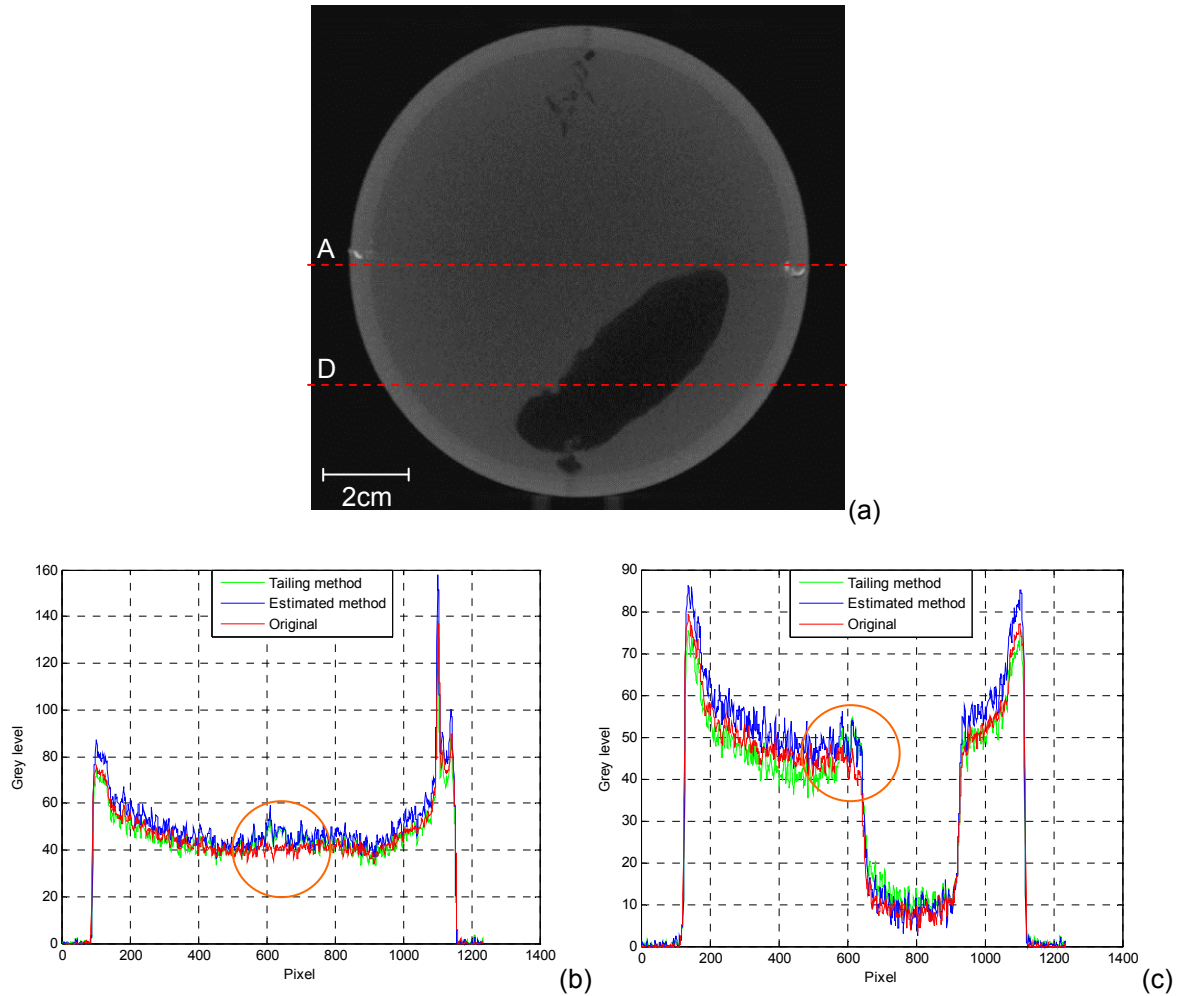 A
D
2cm
(a)
160
140
120
100
80
60
40
20
0
Grey level
Tailing method
Estimated method
Original
0 200 400 600 800 1000 1200 1400
Pixel
(b)
90
80
70
60
50
40
30
20
10
0
Grey level
Tailing method
Estimated method
Original
0 200 400 600 800 1000 1200 1400
Pixel
(c)